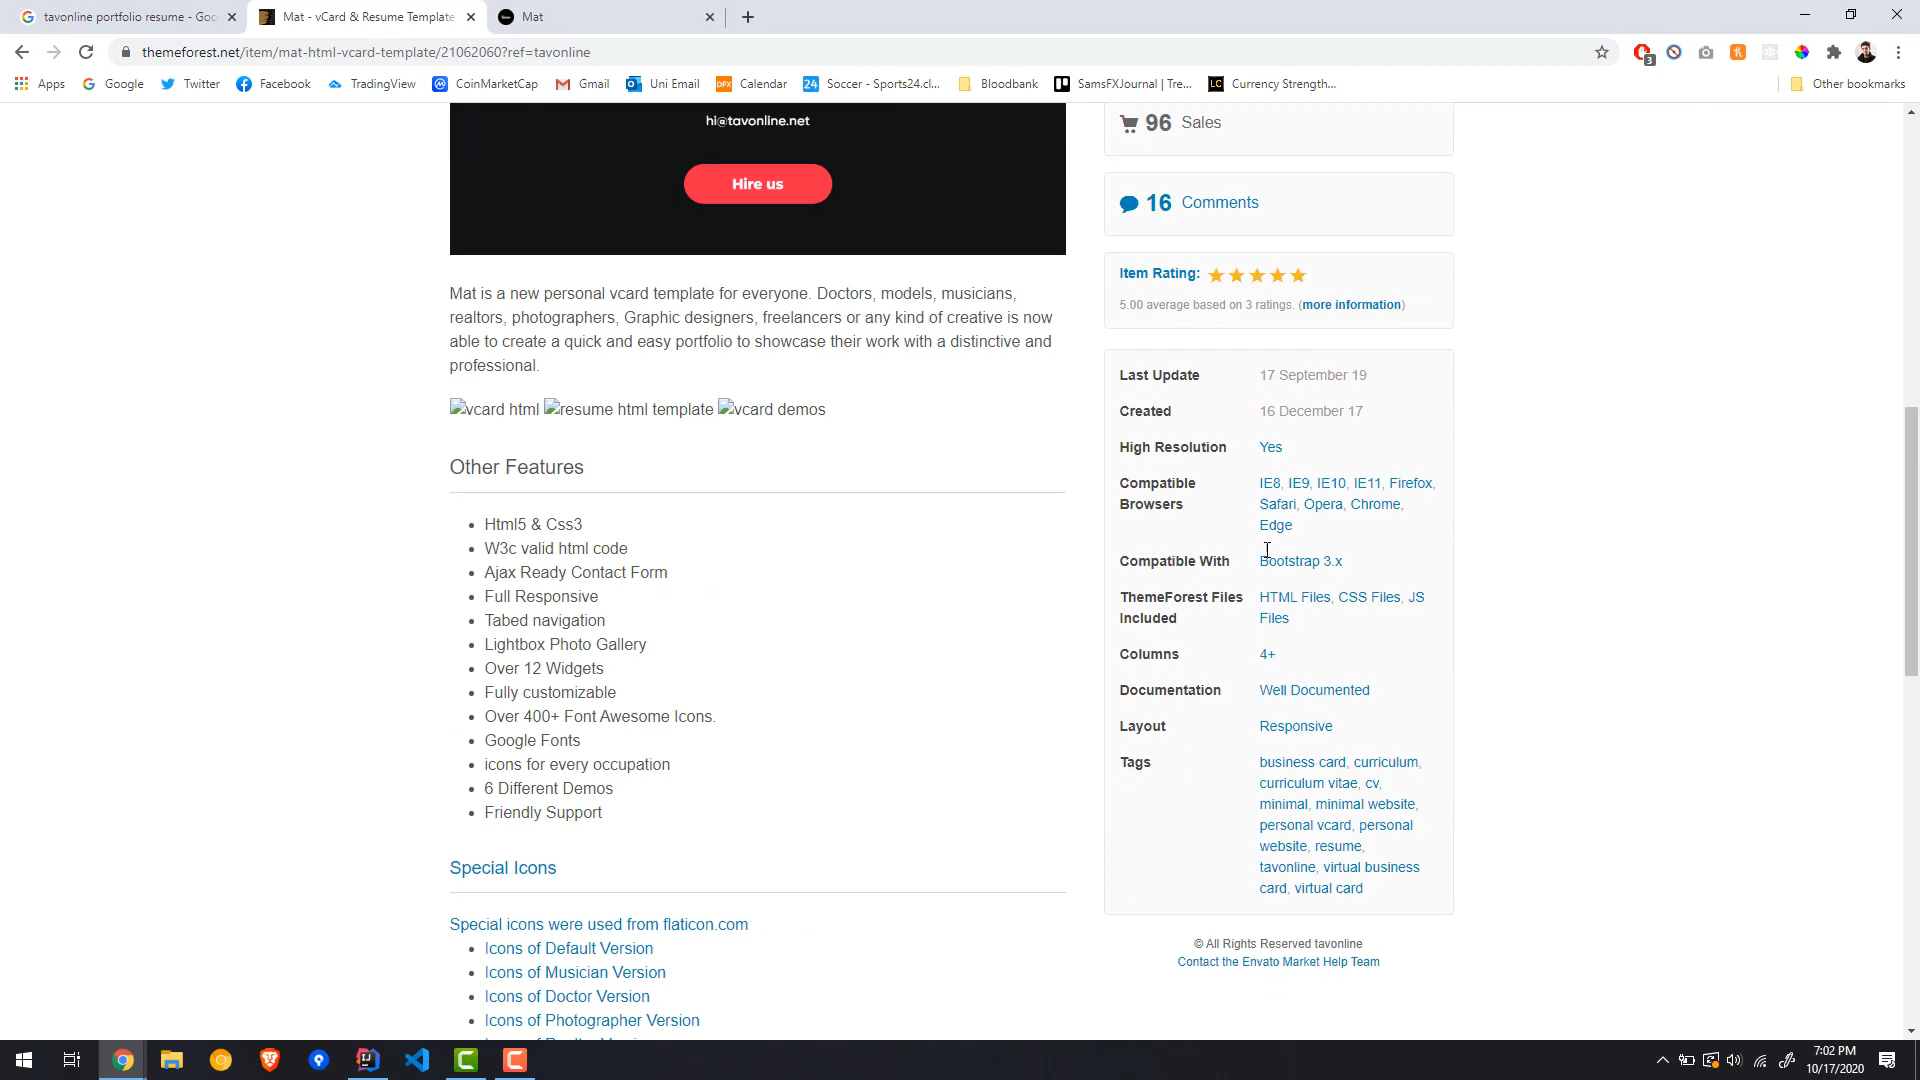 tavonline portfolio resume - Goo
Mat - vCard & Resume Template
Mat
themeforest.net/item/mat-html-vcard-template/21062060?ref=tavonline
3
Apps
Google
Twitter
Facebook
TradingView
CoinMarketCap
Gmail
Uni Email
DFX
Calendar
24
Soccer - Sports24.cl...
Bloodbank
SamsFXJournal | Tre...
LC
Currency Strength...
Other bookmarks
hi@tavonline.net
Hire us
Mat is a new personal vcard template for everyone. Doctors, models, musicians,
realtors, photographers, Graphic designers, freelancers or any kind of creative is now
able to create a quick and easy portfolio to showcase their work with a distinctive and
professional.
vcard html resume html template vcard demos
Other Features
Html5 & Css3
W3c valid html code
Ajax Ready Contact Form
Full Responsive
Tabed navigation
Lightbox Photo Gallery
Over 12 Widgets
Fully customizable
Over 400+ Font Awesome Icons.
Google Fonts
icons for every occupation
6 Different Demos
Friendly Support
Special Icons
Special icons were used from flaticon.com
Icons of Default Version
Icons of Musician Version
Icons of Doctor Version
Icons of Photographer Version
96 Sales
16 Comments
Item Rating:
5.00 average based on 3 ratings. (more information)
Last Update 17 September 19
Created 16 December 17
High Resolution Yes
Compatible IE8, IE9, IE10, IE11, Firefox,
Browsers Safari, Opera, Chrome,
Edge
Compatible With Bootstrap 3.x
ThemeForest Files HTML Files, CSS Files, JS
Included Files
Columns 4+
Documentation Well Documented
Layout Responsive
Tags business card, curriculum,
curriculum vitae, cv,
minimal, minimal website,
personal vcard, personal
website, resume,
tavonline, virtual business
card, virtual card
© All Rights Reserved tavonline
Contact the Envato Market Help Team
7:02 PM
10/17/2020